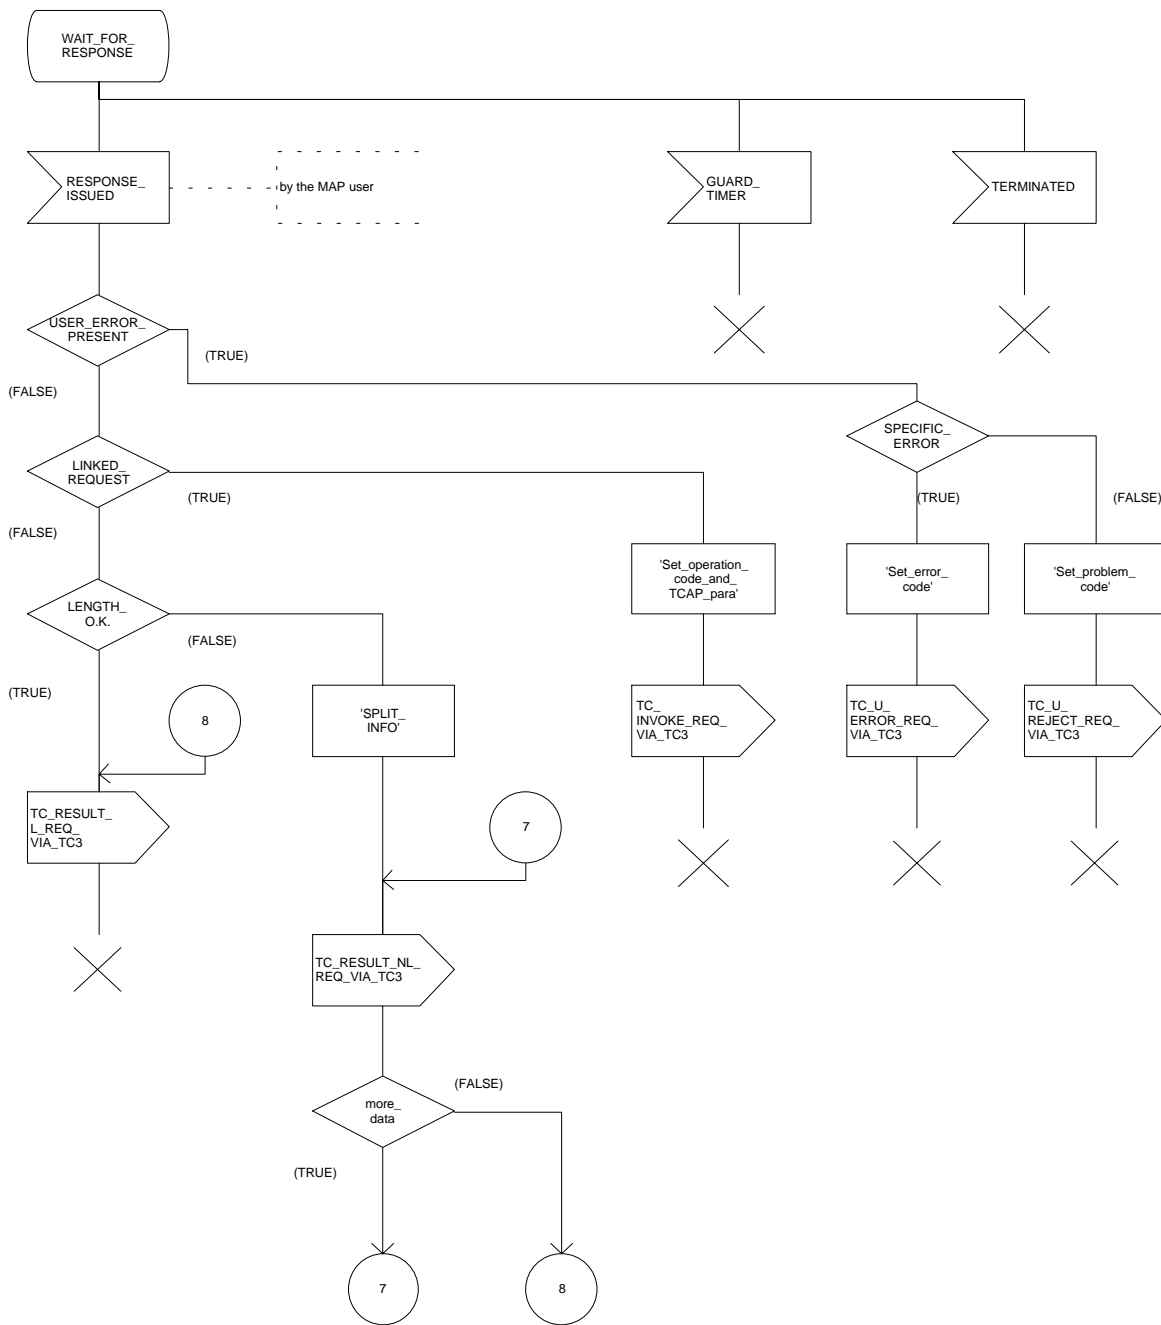 WAIT_FOR_
RESPONSE
RESPONSE_
ISSUED
by the MAP user
GUARD_
TIMER
TERMINATED
USER_ERROR_
PRESENT
(TRUE)
(FALSE)
SPECIFIC_
ERROR
LINKED_
REQUEST
(TRUE)
(TRUE)
(FALSE)
(FALSE)
'Set_operation_
code_and_
TCAP_para'
'Set_error_
code'
'Set_problem_
code'
LENGTH_
O.K.
(FALSE)
(TRUE)
8
'SPLIT_
INFO'
TC_
INVOKE_REQ_
VIA_TC3
TC_U_
ERROR_REQ_
VIA_TC3
TC_U_
REJECT_REQ_
VIA_TC3
TC_RESULT_
L_REQ_
VIA_TC3
7
TC_RESULT_NL_
REQ_VIA_TC3
(FALSE)
more_
data
(TRUE)
7
8